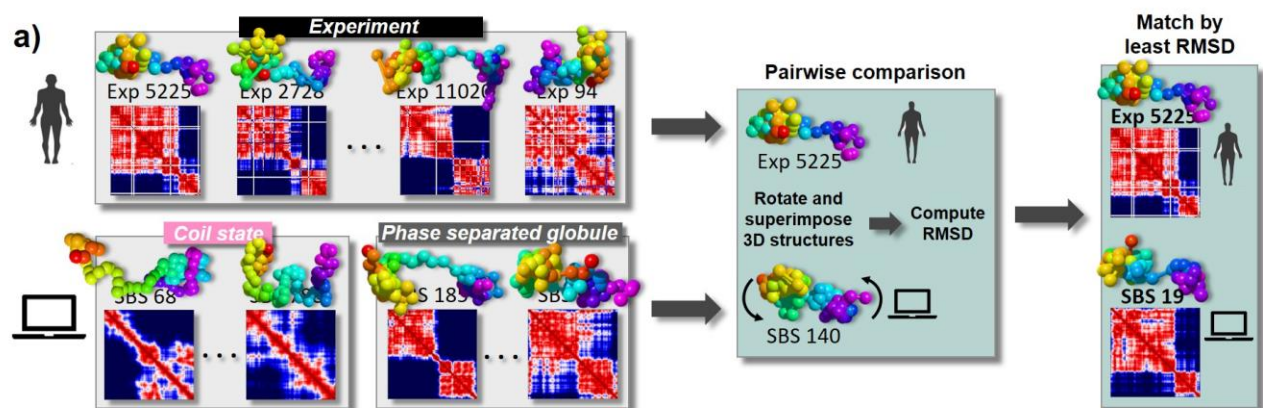 a)
Experiment
Exp 5225
Exp 2728
Exp 11020
Exp 94
...
Coil state
SBS 68
...
Phase separated globule
SBS 185
...
Pairwise comparison
Exp 5225
Rotate and
superimpose
3D structures
Compute
RMSD
SBS 140
Match by
least RMSD
Exp 5225
SBS 19